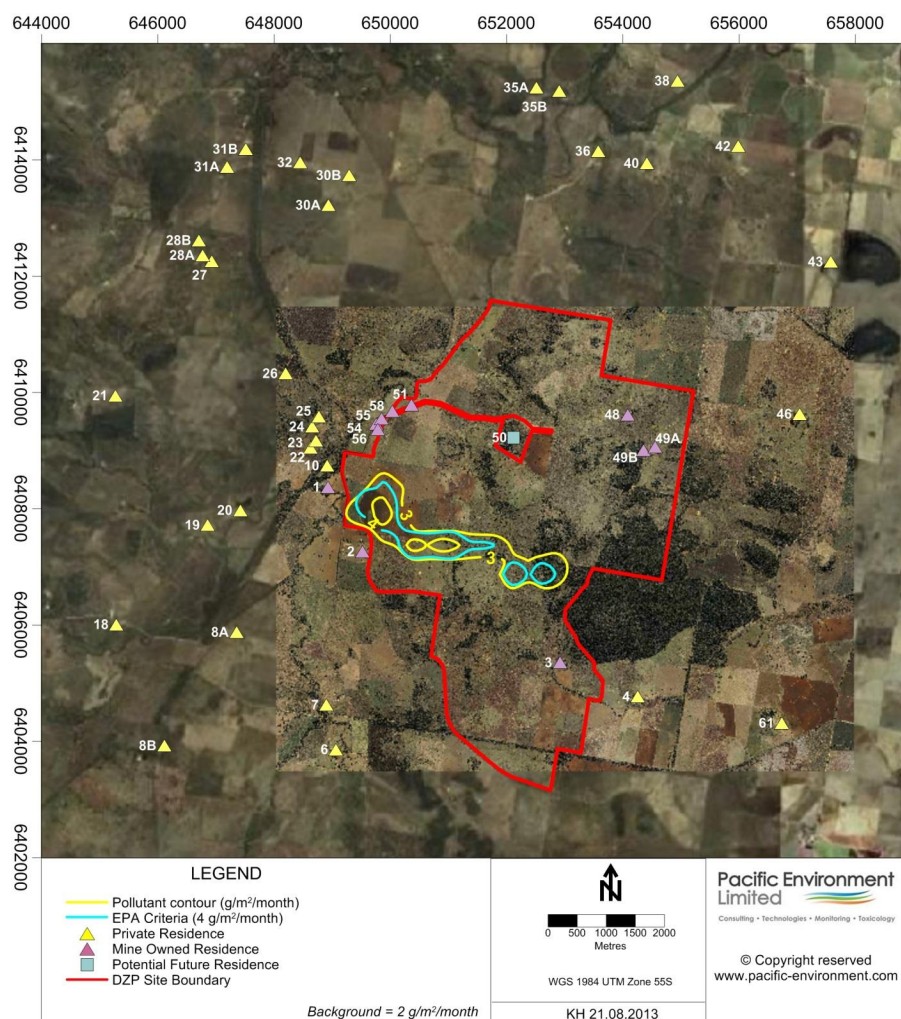 644000 646000 648000 650000 652000 654000 656000 658000
6414000
6412000
6410000
6408000
6406000
6404000
6402000
35A
35B
38
31B
31A
32
30B
30A
36
40
42
28B
28A
27
43
26
21
51
58
55
54
56
25
24
23
22
10
1
50
48
49A
49B
46
20
19
2
3
4
3
18
8A
3
4
7
6
8B
61
LEGEND
Pollutant contour (g/m²/month)
EPA Criteria (4 g/m²/month)
Private Residence
Mine Owned Residence
Potential Future Residence
DZP Site Boundary
Background = 2 g/m²/month
N
0 500 1000 1500 2000
Metres
WGS 1984 UTM Zone 55S
KH 21.08.2013
Pacific Environment
Limited
Consulting • Technologies • Monitoring • Toxicology
© Copyright reserved
www.pacific-environment.com